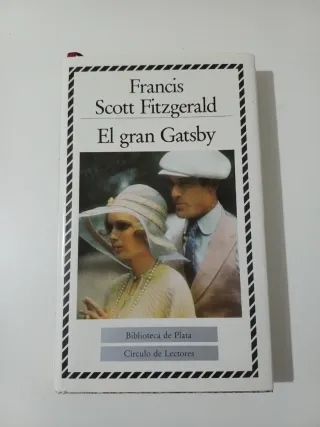 Francis
Scott Fitzgerald
El gran Gatsby
Biblioteca de Plata
Círculo de Lectores